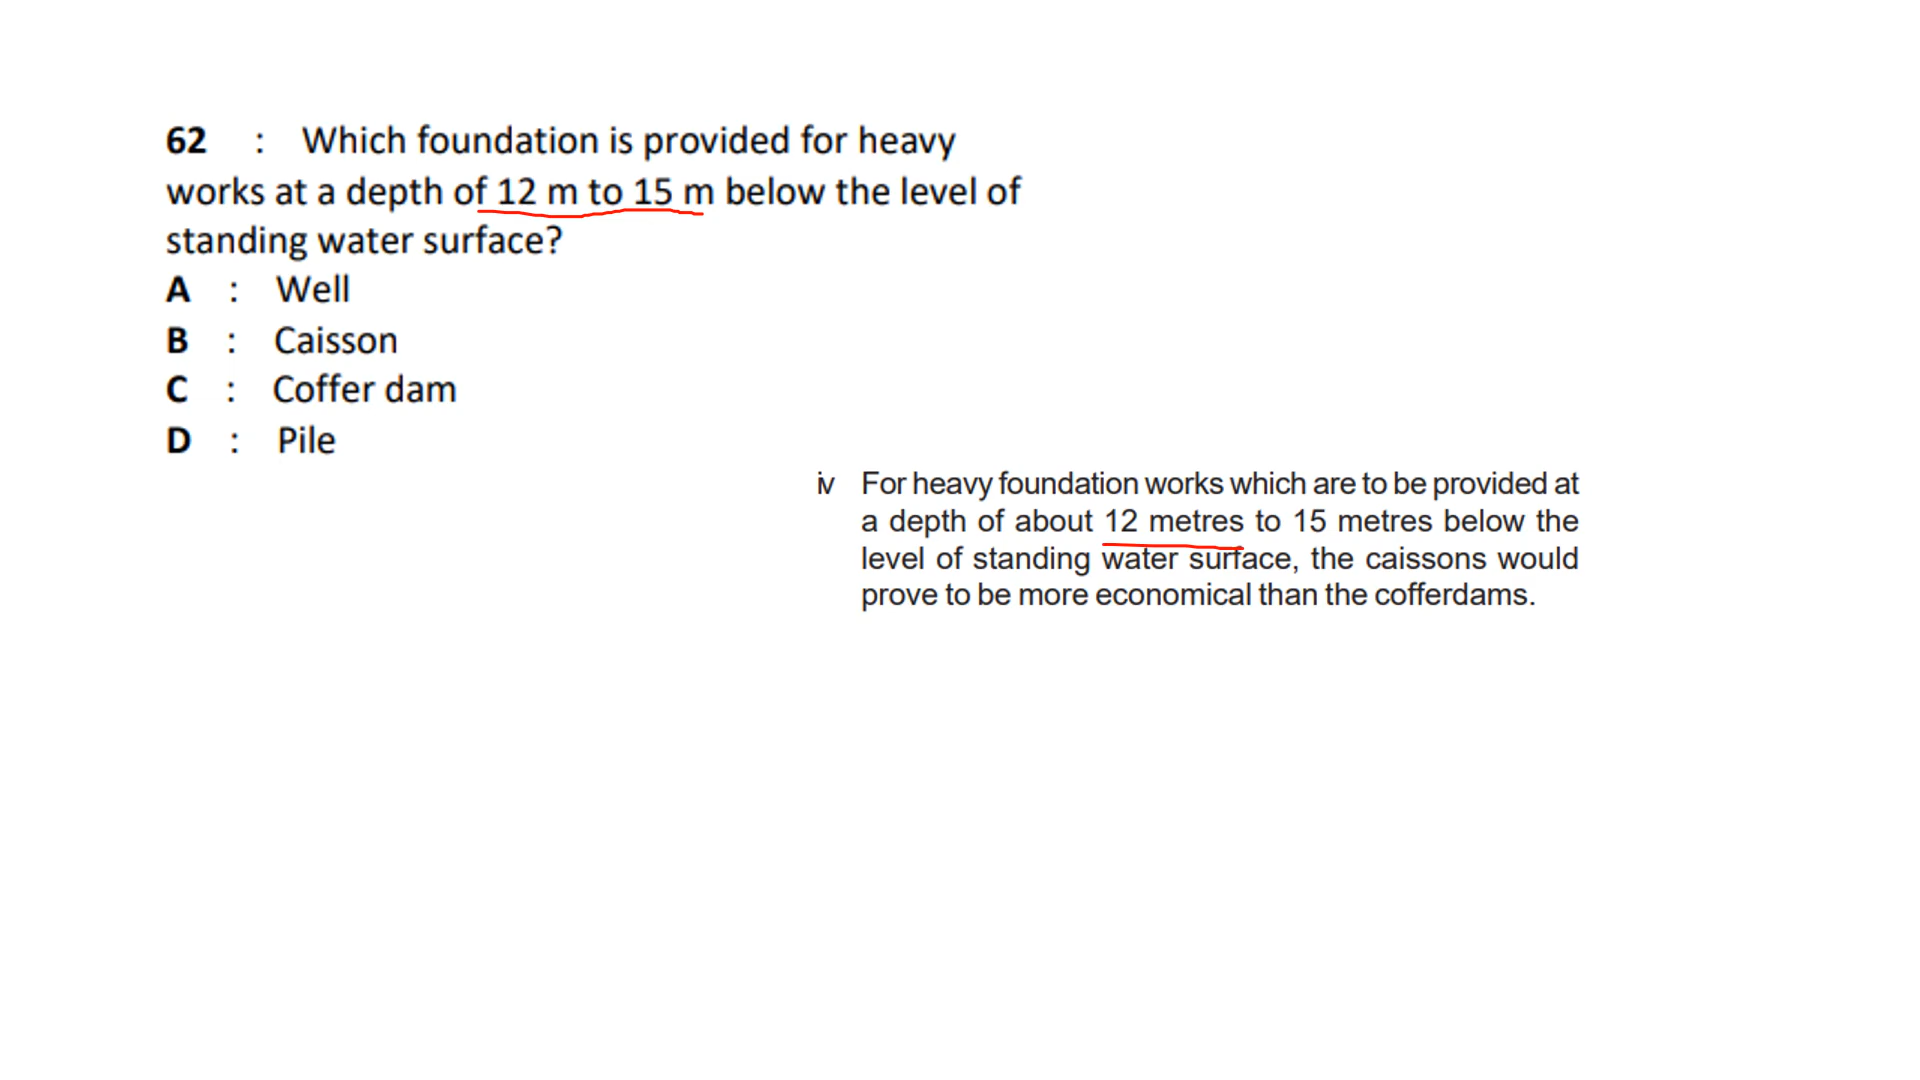 62 : Which foundation is provided for heavy
works at a depth of 12 m to 15 m below the level of
standing water surface?
A : Well
B : Caisson
C : Coffer dam
D : Pile
iv For heavy foundation works which are to be provided at
a depth of about 12 metres to 15 metres below the
level of standing water surface, the caissons would
prove to be more economical than the cofferdams.